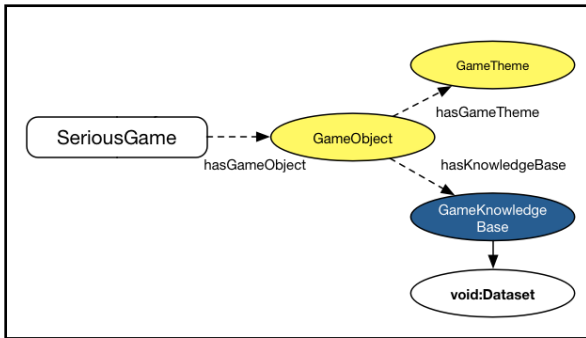 GameTheme
hasGameTheme
SeriousGame
GameObject
hasGameObject
hasKnowledgeBase
GameKnowledge
Base
void:Dataset